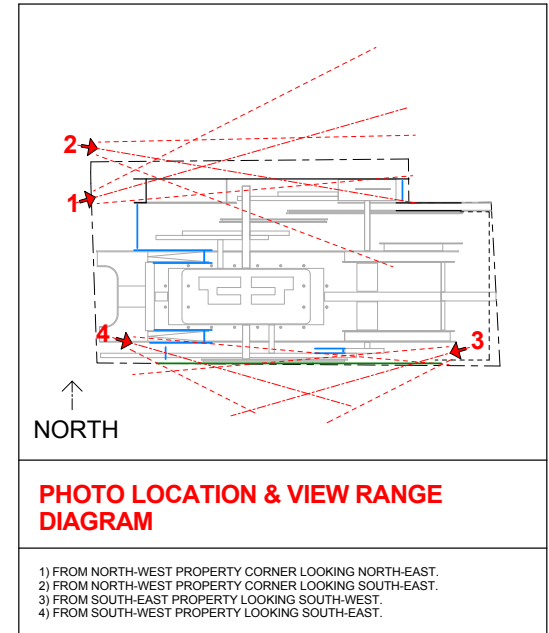 2
1
4
3
NORTH
PHOTO LOCATION & VIEW RANGE
DIAGRAM
1) FROM NORTH-WEST PROPERTY CORNER LOOKING NORTH-EAST.
2) FROM NORTH-WEST PROPERTY CORNER LOOKING SOUTH-EAST.
3) FROM SOUTH-EAST PROPERTY LOOKING SOUTH-WEST.
4) FROM SOUTH-WEST PROPERTY LOOKING SOUTH-EAST.